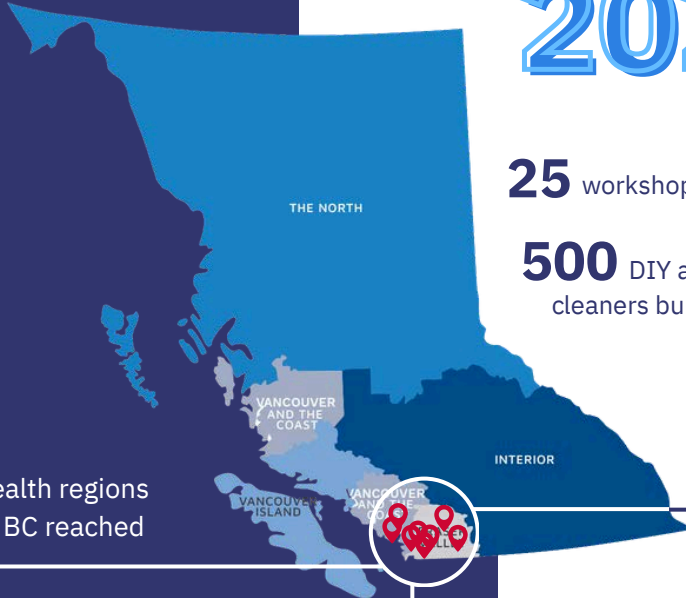 20
25 workshop
500 DIY a
cleaners bu
THE NORTH
VANCOUVER
AND THE
COAST
INTERIOR
ealth regions
BC reached
VANCOUVER
ISLAND
VANCOUVER
AND THE